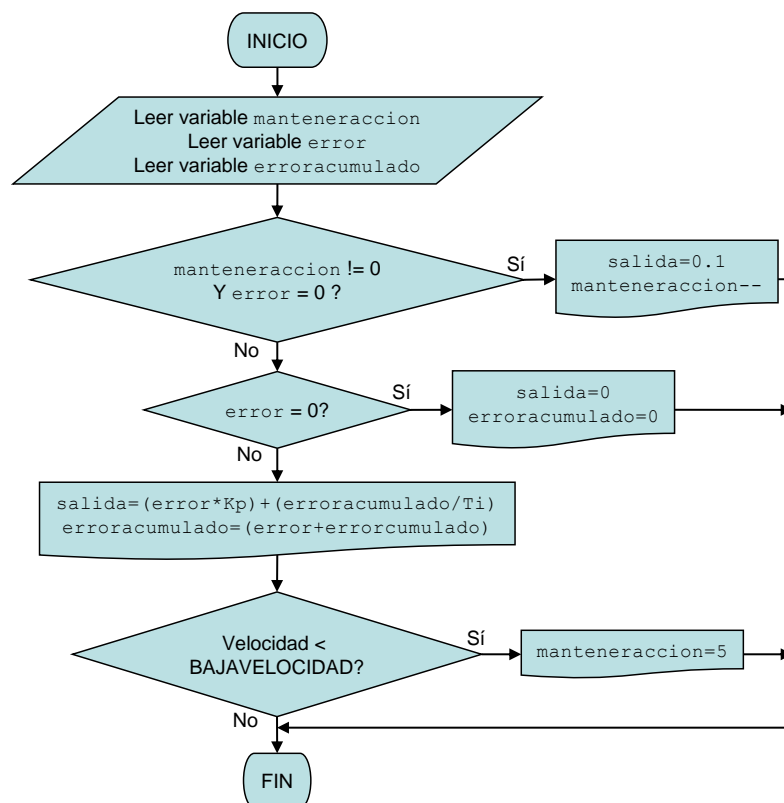 INICIO
Leer variable manteneraccion
Leer variable error
Leer variable erroracumulado
manteneraccion != 0
Y error = 0 ?
Sí
salida=0.1
manteneraccion--
No
error = 0?
Sí
salida=0
erroracumulado=0
No
salida=(error*Kp)+(erroracumulado/Ti)
erroracumulado=(error+errorcumulado)
Velocidad <
BAJAVELOCIDAD?
Sí
manteneraccion=5
No
FIN